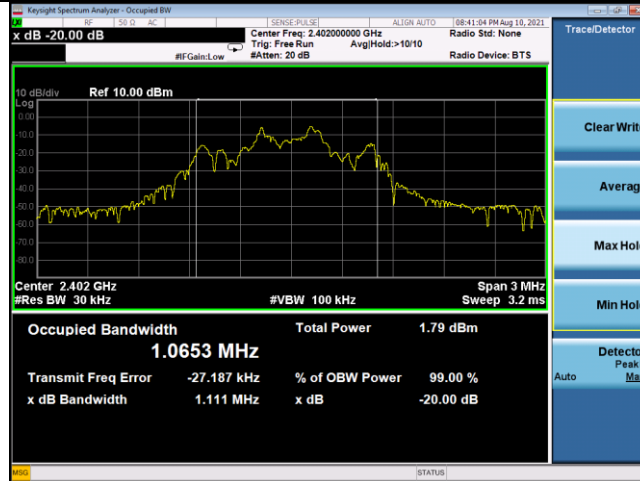 Keysight Spectrum Analyzer - Occupied BW
RF 50 Ω AC SENSE:PULSE ALIGN AUTO 08:41:04 PM Aug 10, 2021
x dB -20.00 dB
Center Freq: 2.402000000 GHz
Radio Std: None
Trig: Free Run Avg|Hold:>10/10
#IFGain:Low #Atten: 20 dB Radio Device: BTS
Trace/Detector
10 dB/div Ref 10.00 dBm
Log
0.00
-10.0
-20.0
-30.0
-40.0
-50.0
-60.0
-70.0
-80.0
Center 2.402 GHz Span 3 MHz
#Res BW 30 kHz #VBW 100 kHz Sweep 3.2 ms
Occupied Bandwidth Total Power 1.79 dBm
1.0653 MHz
Transmit Freq Error -27.187 kHz % of OBW Power 99.00 %
x dB Bandwidth 1.111 MHz x dB -20.00 dB
Clear Writ
Averag
Max Hol
Min Hol
Detecto
Peak
Auto Ma
MSG STATUS